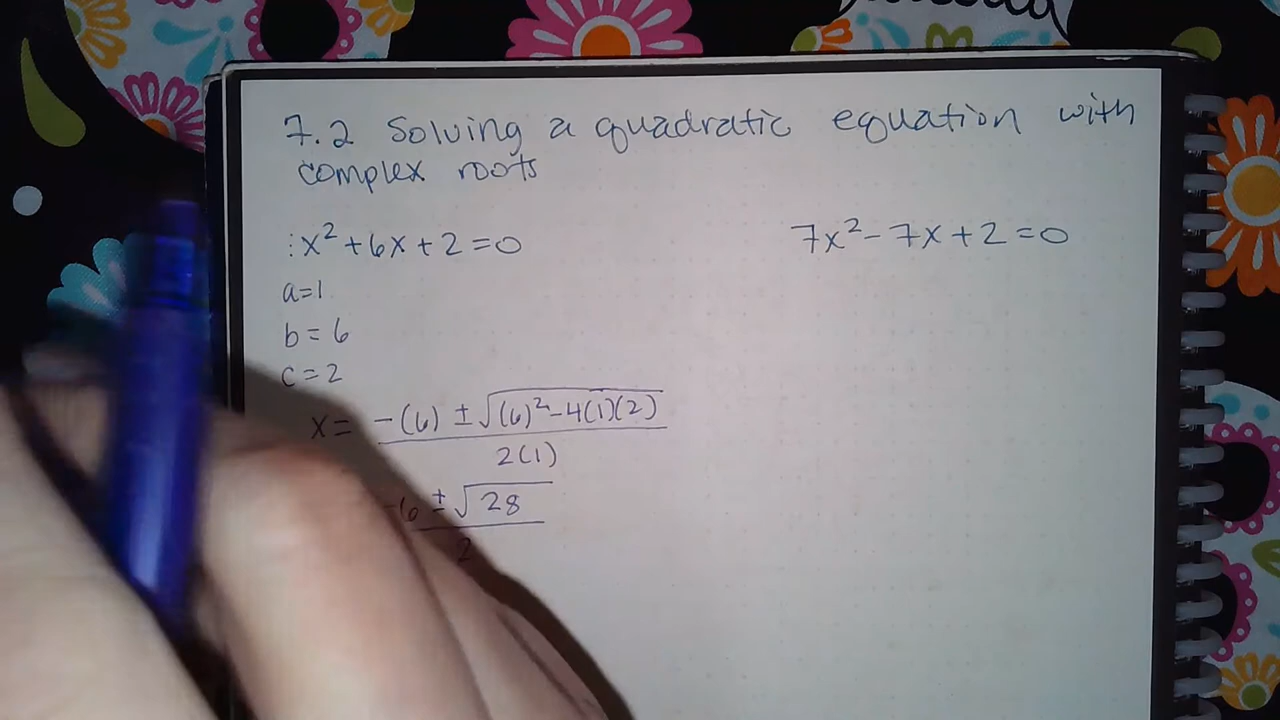 7.2 Solving a quadratic equation with
complex roots
:x²+6x+2=0
7x²-7x+2=0
a=1
b=6
c=2
x= -(6) ±√(6)²-4(1)(2)
2(1)
-6 ±√28
2